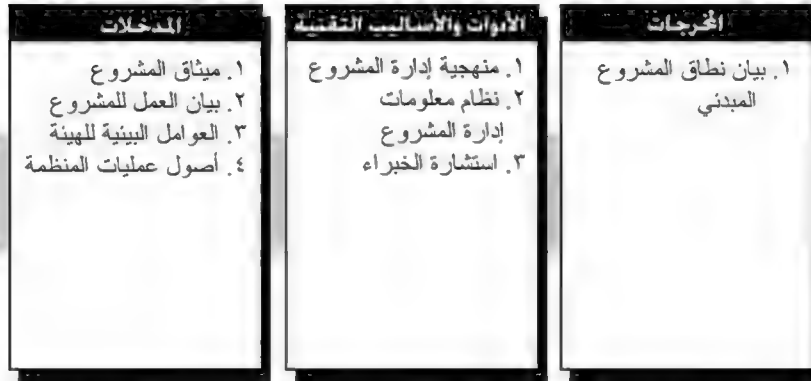 المدخلات
١. ميثاق المشروع
٢. بيان العمل للمشروع
٣. العوامل البيئية للهيئة
٤. أصول عمليات المنظمة
الأدوات والأساليب التقنية
١. منهجية إدارة المشروع
٢. نظام معلومات
إدارة المشروع
٣. استشارة الخبراء
المخرجات
١. بيان نطاق المشروع
المبدئي